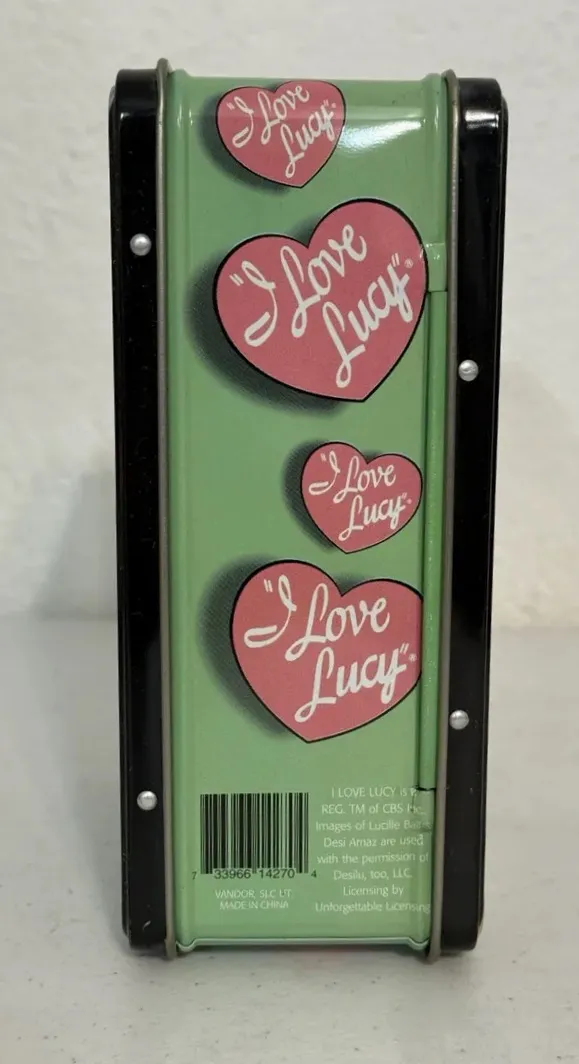 "I Love
Lucy"®
"I Love
Lucy"®
"I Love
Lucy"®
"I Love
Lucy"®
I LOVE LUCY is
REG. TM of CBS
Images of Lucille
Desi Arnaz are used
with the permission of
Desilu, too, LLC.
Licensing by
Unforgettable Licensing
7 33966 14270 4
VANDOR, SLC UT
MADE IN CHINA